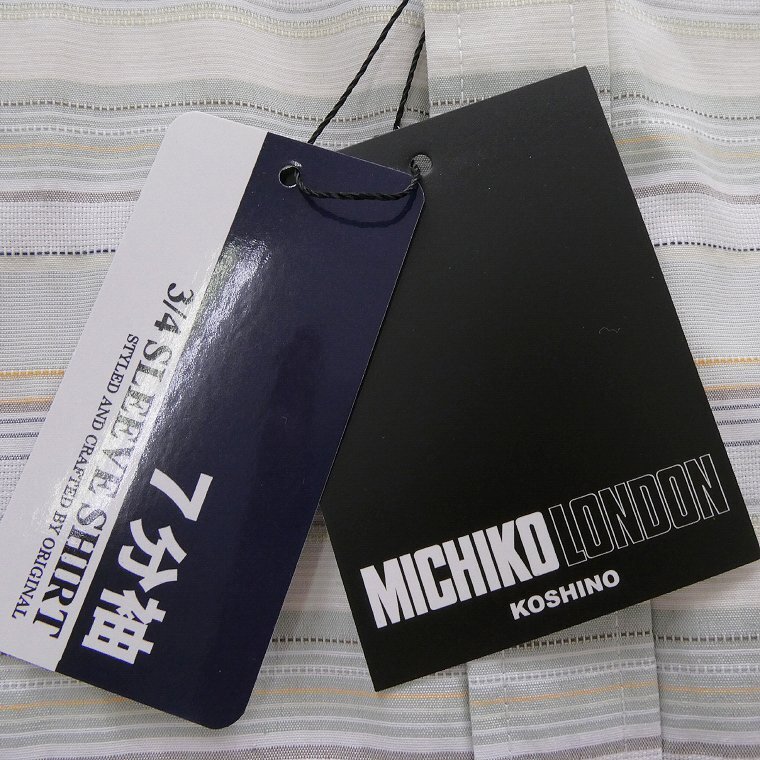 3/4 SLEEVE SHIRT
STYLED AND CRAFTED BY ORIGINAL
7分袖
MICHIKO LONDON
KOSHINO